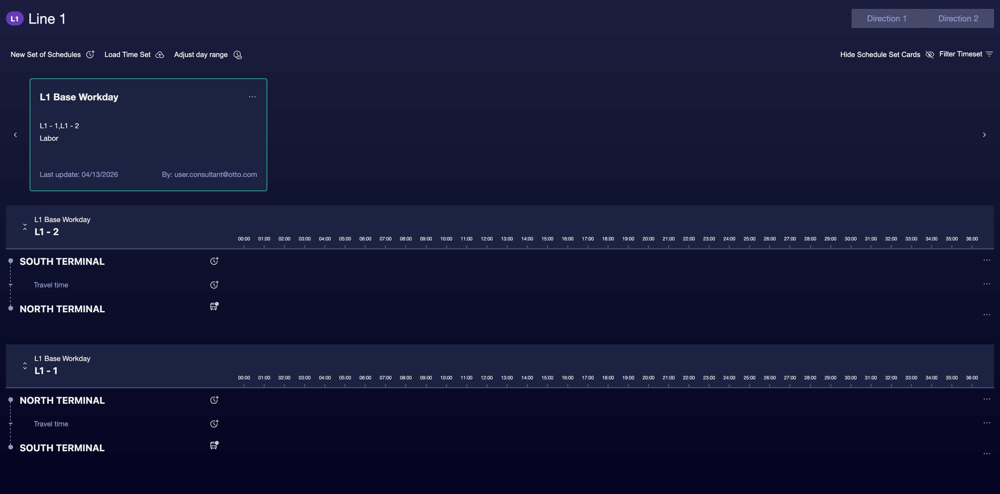 L1 Line 1
Direction 1 Direction 2
New Set of Schedules Load Time Set Adjust day range Hide Schedule Set Cards Filter Timeset
L1 Base Workday
L1 - 1,L1 - 2
Labor
Last update: 04/13/2026 By: user.consultant@otto.com
L1 Base Workday
L1 - 2
00:00 01:00 02:00 03:00 04:00 05:00 06:00 07:00 08:00 09:00 10:00 11:00 12:00 13:00 14:00 15:00 16:00 17:00 18:00 19:00 20:00 21:00 22:00 23:00 24:00 25:00 26:00 27:00 28:00 29:00 30:00 31:00 32:00 33:00 34:00 35:00 36:00
SOUTH TERMINAL
Travel time
NORTH TERMINAL
L1 Base Workday
L1 - 1
00:00 01:00 02:00 03:00 04:00 05:00 06:00 07:00 08:00 09:00 10:00 11:00 12:00 13:00 14:00 15:00 16:00 17:00 18:00 19:00 20:00 21:00 22:00 23:00 24:00 25:00 26:00 27:00 28:00 29:00 30:00 31:00 32:00 33:00 34:00 35:00 36:00
NORTH TERMINAL
Travel time
SOUTH TERMINAL